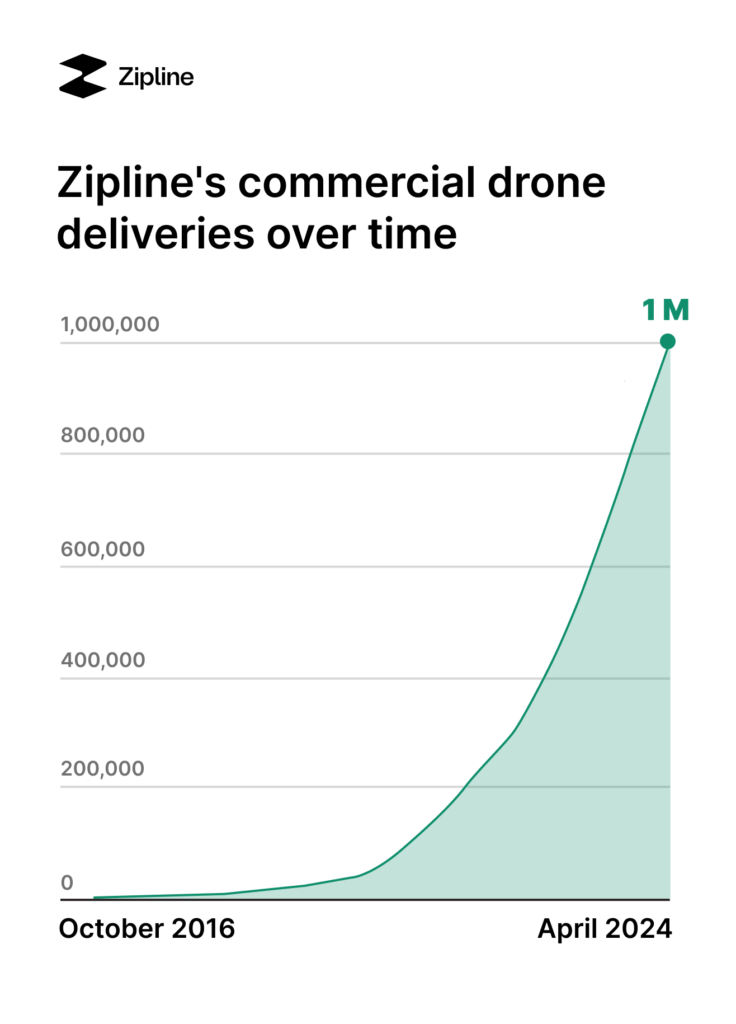 Zipline
Zipline's commercial drone
deliveries over time
1 M
1,000,000
800,000
600,000
400,000
200,000
0
October 2016
April 2024